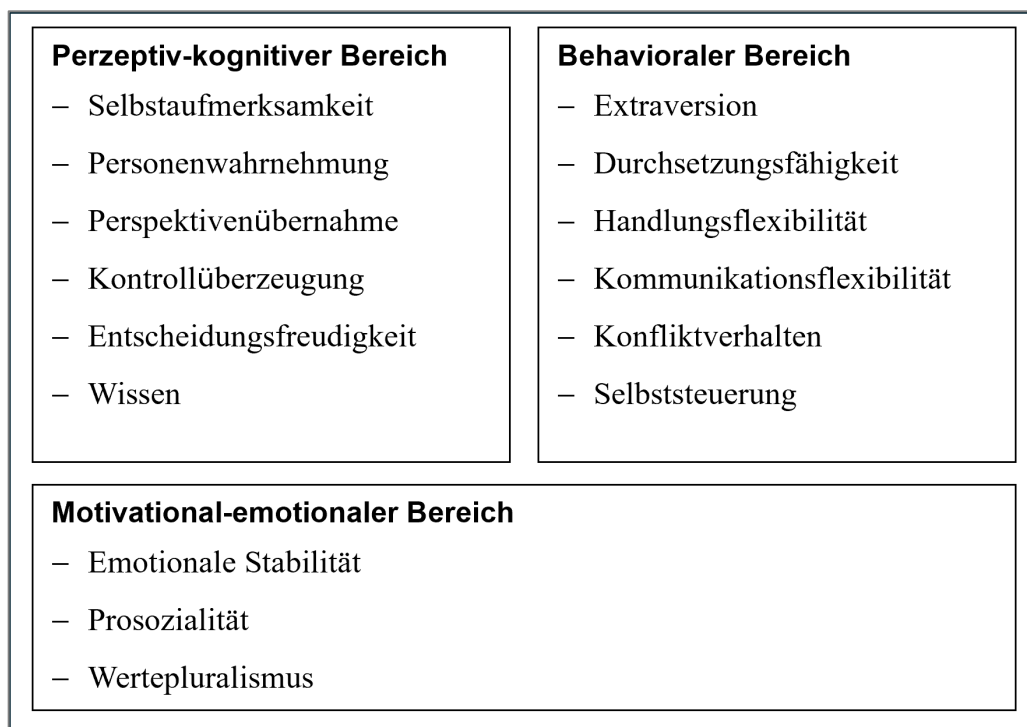 Perzeptiv-kognitiver Bereich
– Selbstaufmerksamkeit
– Personenwahrnehmung
– Perspektivenübernahme
– Kontrollüberzeugung
– Entscheidungsfreudigkeit
– Wissen
Behavioraler Bereich
– Extraversion
– Durchsetzungsfähigkeit
– Handlungsflexibilität
– Kommunikationsflexibilität
– Konfliktverhalten
– Selbststeuerung
Motivational-emotionaler Bereich
– Emotionale Stabilität
– Prosozialität
– Wertepluralismus